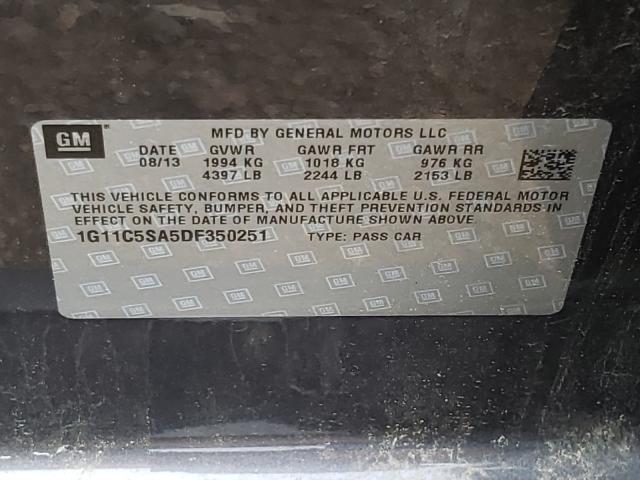 GM
MFD BY GENERAL MOTORS LLC
DATE GVWR GAWR FRT GAWR RR
08/13 1994 KG 1018 KG 976 KG
4397 LB 2244 LB 2153 LB
THIS VEHICLE CONFORMS TO ALL APPLICABLE U.S. FEDERAL MOTOR
VEHICLE SAFETY, BUMPER, AND THEFT PREVENTION STANDARDS IN
EFFECT ON THE DATE OF MANUFACTURE SHOWN ABOVE
1G11C5SA5DF350251 TYPE: PASS CAR